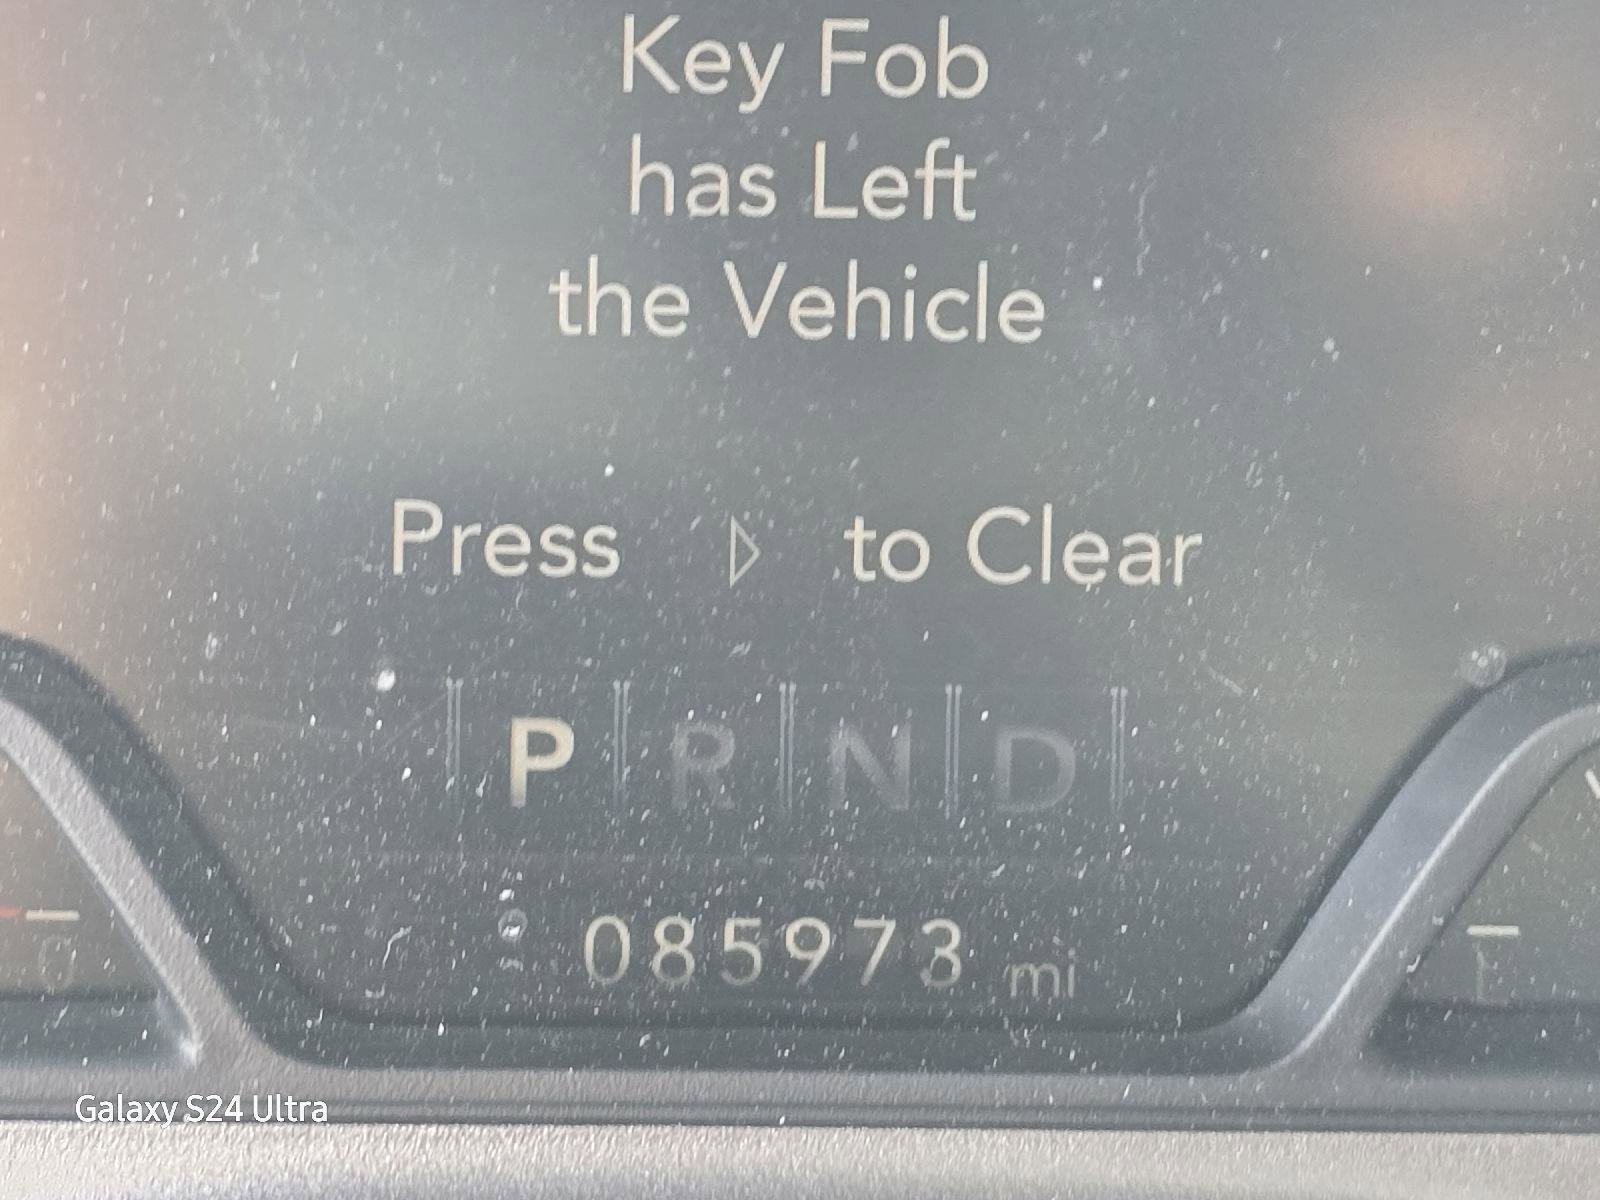 Key Fob
has Left
the Vehicle
Press ▷ to Clear
P R N D
085973 mi
Galaxy S24 Ultra